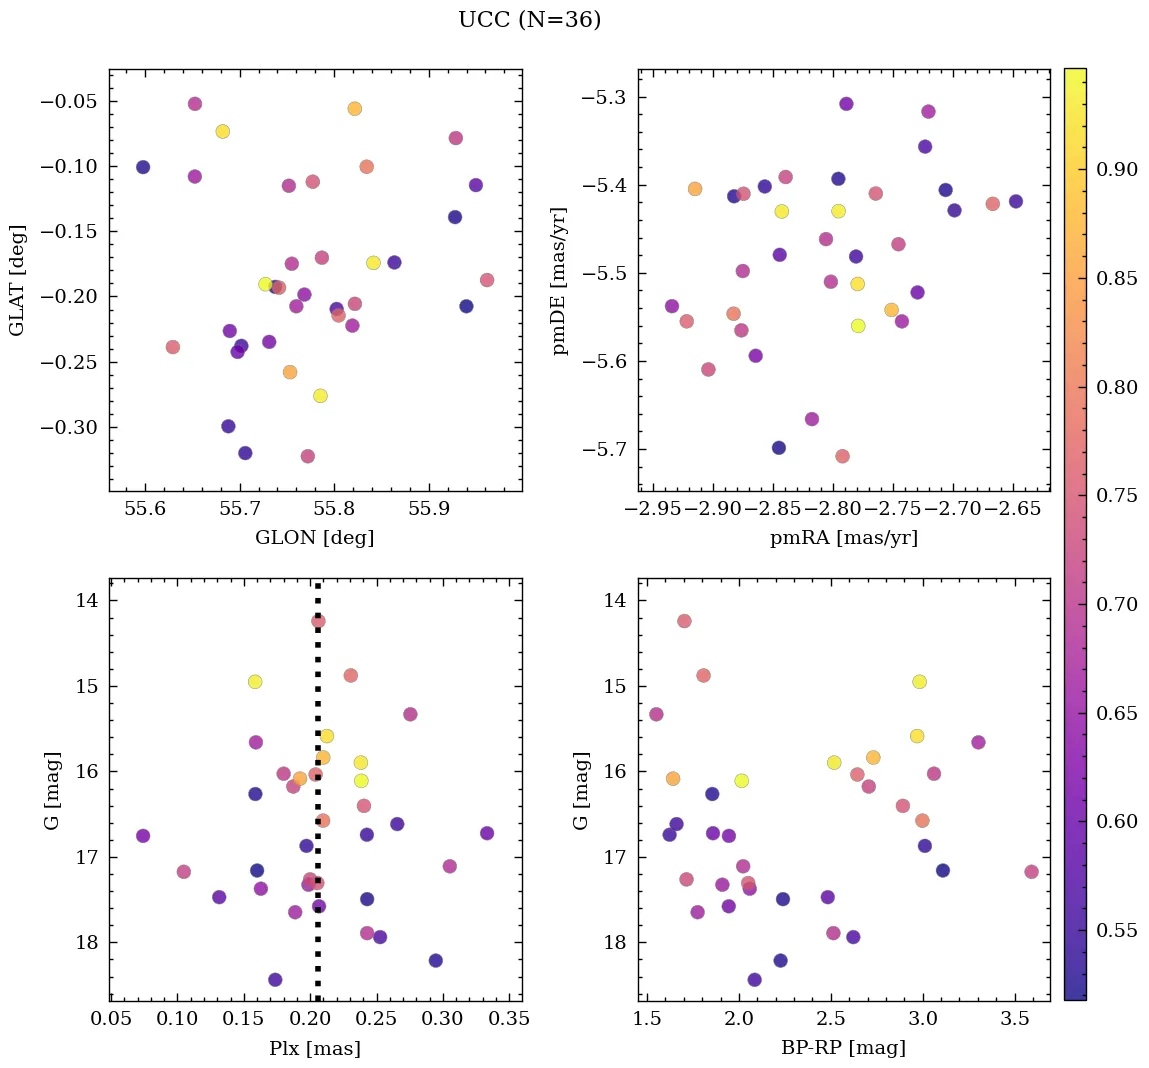 UCC (N=36)
−0.05
−0.10
−0.15
−0.20
−0.25
−0.30
GLAT [deg]
55.6 55.7 55.8 55.9
GLON [deg]
−5.3
−5.4
−5.5
−5.6
−5.7
pmDE [mas/yr]
−2.95 −2.90 −2.85 −2.80 −2.75 −2.70 −2.65
pmRA [mas/yr]
14
15
16
17
18
G [mag]
0.05 0.10 0.15 0.20 0.25 0.30 0.35
Plx [mas]
14
15
16
17
18
G [mag]
1.5 2.0 2.5 3.0 3.5
BP-RP [mag]
0.90
0.85
0.80
0.75
0.70
0.65
0.60
0.55